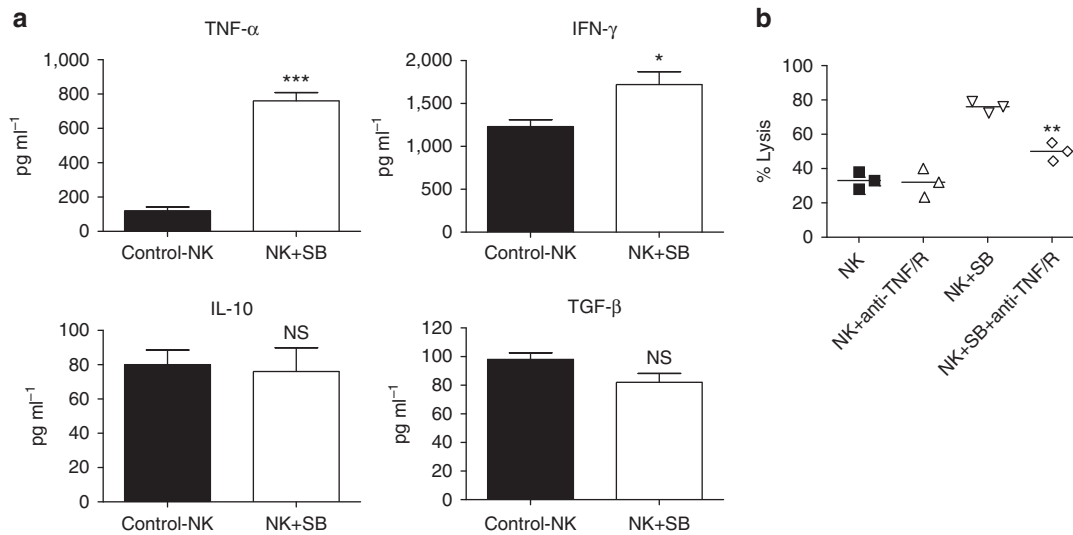 a
TNF-α
pg ml⁻¹
1,000
800
600
400
200
0
***
Control-NK
NK+SB
IFN-γ
pg ml⁻¹
2,000
1,500
1,000
500
0
*
Control-NK
NK+SB
IL-10
pg ml⁻¹
100
80
60
40
20
0
NS
Control-NK
NK+SB
TGF-β
pg ml⁻¹
120
100
80
60
40
20
0
NS
Control-NK
NK+SB
b
% Lysis
100
80
60
40
20
0
**
NK
NK+anti-TNF/R
NK+SB
NK+SB+anti-TNF/R